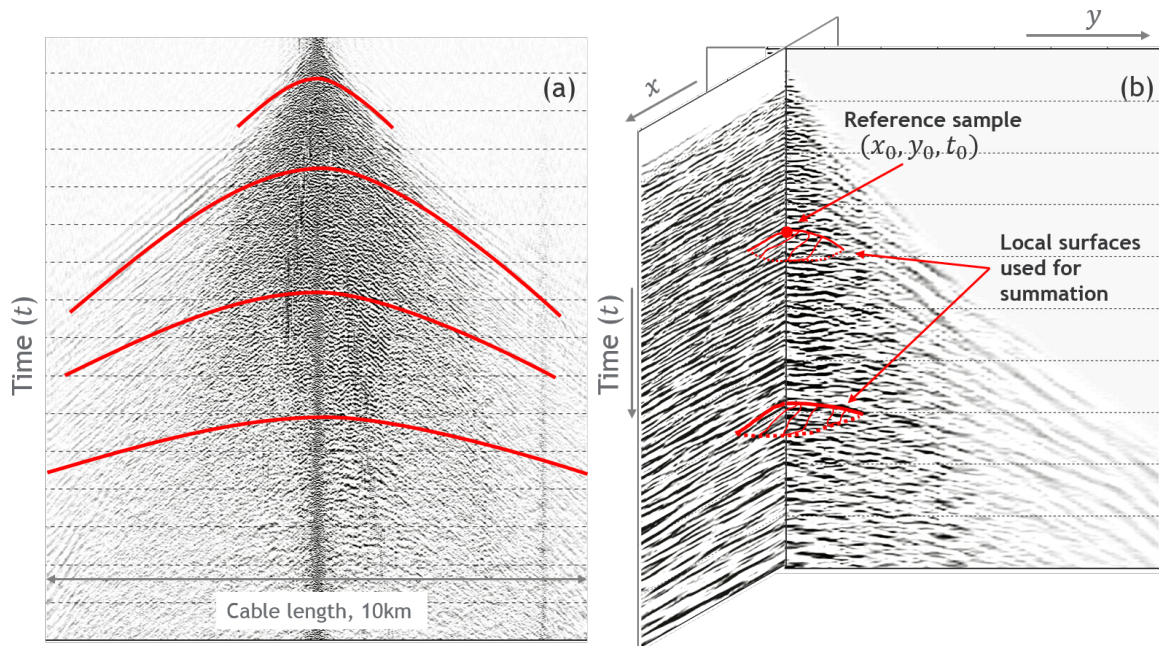 (a)
Time (t)
Cable length, 10km
y
x
(b)
Reference sample
(x₀, y₀, t₀)
Local surfaces
used for
summation
Time (t)